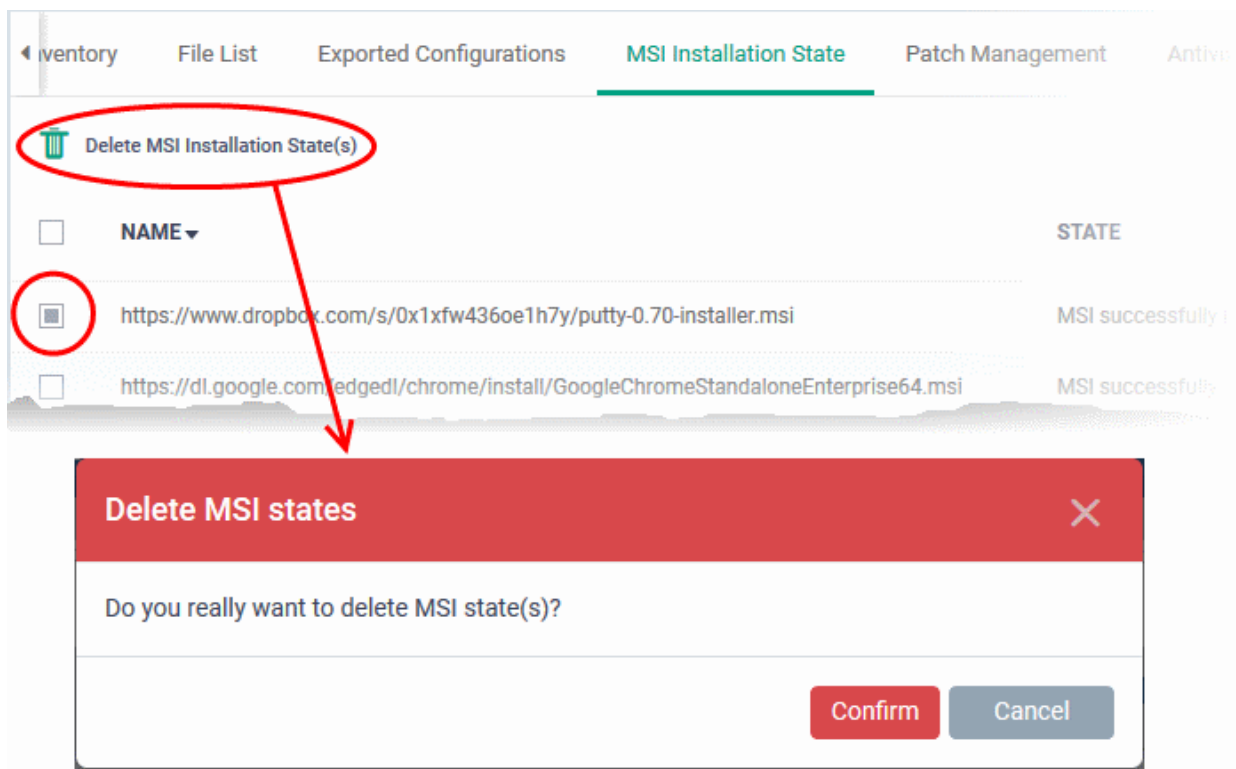 nventory File List Exported Configurations MSI Installation State Patch Management Antiv
Delete MSI Installation State(s)
NAME STATE
https://www.dropbox.com/s/0x1xfw436oe1h7y/putty-0.70-installer.msi MSI successfully
https://dl.google.com/edgedl/chrome/install/GoogleChromeStandaloneEnterprise64.msi MSI successfully
Delete MSI states
Do you really want to delete MSI state(s)?
Confirm Cancel